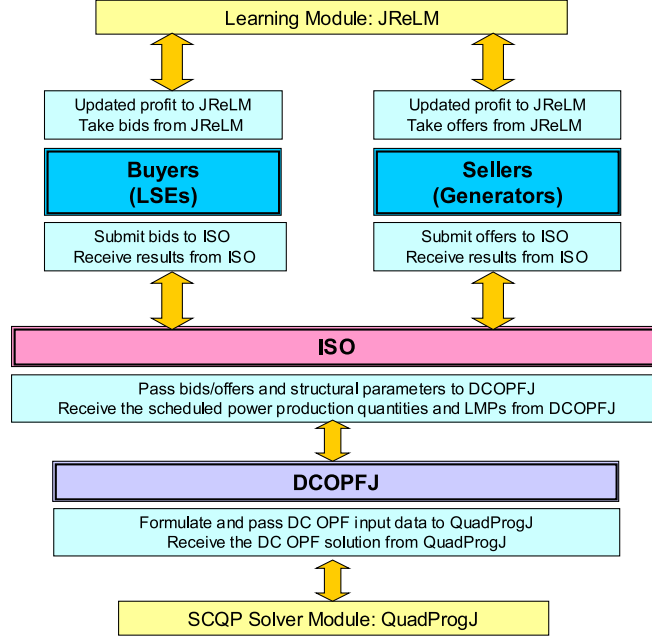 Learning Module: JReLM
Updated profit to JReLM
Take bids from JReLM
Updated profit to JReLM
Take offers from JReLM
Buyers
(LSEs)
Sellers
(Generators)
Submit bids to ISO
Receive results from ISO
Submit offers to ISO
Receive results from ISO
ISO
Pass bids/offers and structural parameters to DCOPFJ
Receive the scheduled power production quantities and LMPs from DCOPFJ
DCOPFJ
Formulate and pass DC OPF input data to QuadProgJ
Receive the DC OPF solution from QuadProgJ
SCQP Solver Module: QuadProgJ